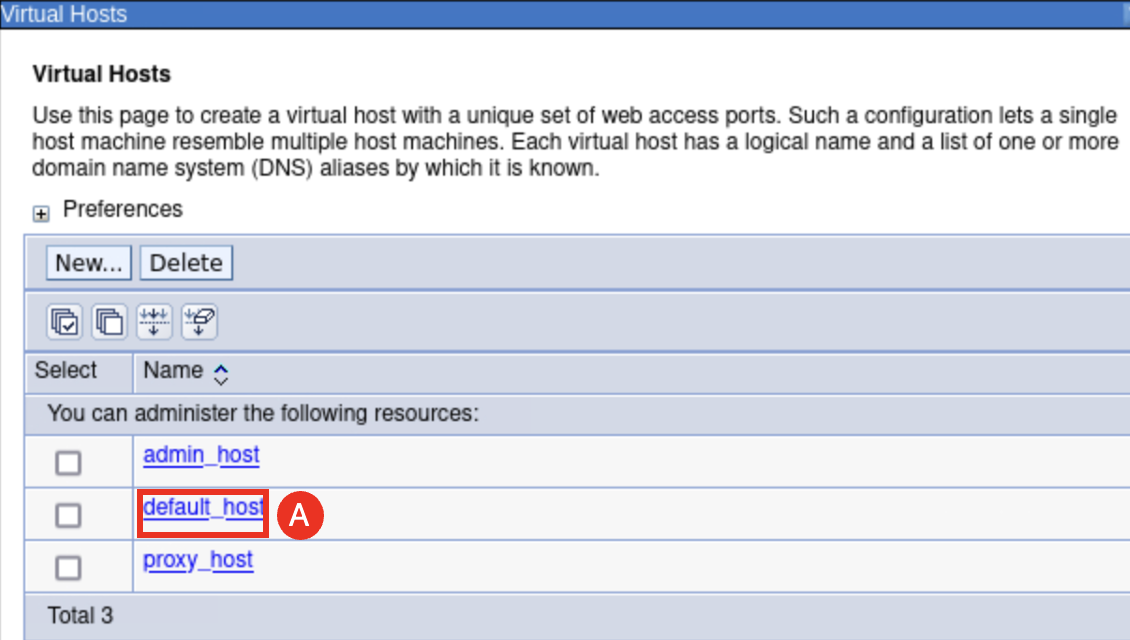 Virtual Hosts
Virtual Hosts
Use this page to create a virtual host with a unique set of web access ports. Such a configuration lets a single
host machine resemble multiple host machines. Each virtual host has a logical name and a list of one or more
domain name system (DNS) aliases by which it is known.
Preferences
New... Delete
Select Name
You can administer the following resources:
admin_host
default_host A
proxy_host
Total 3